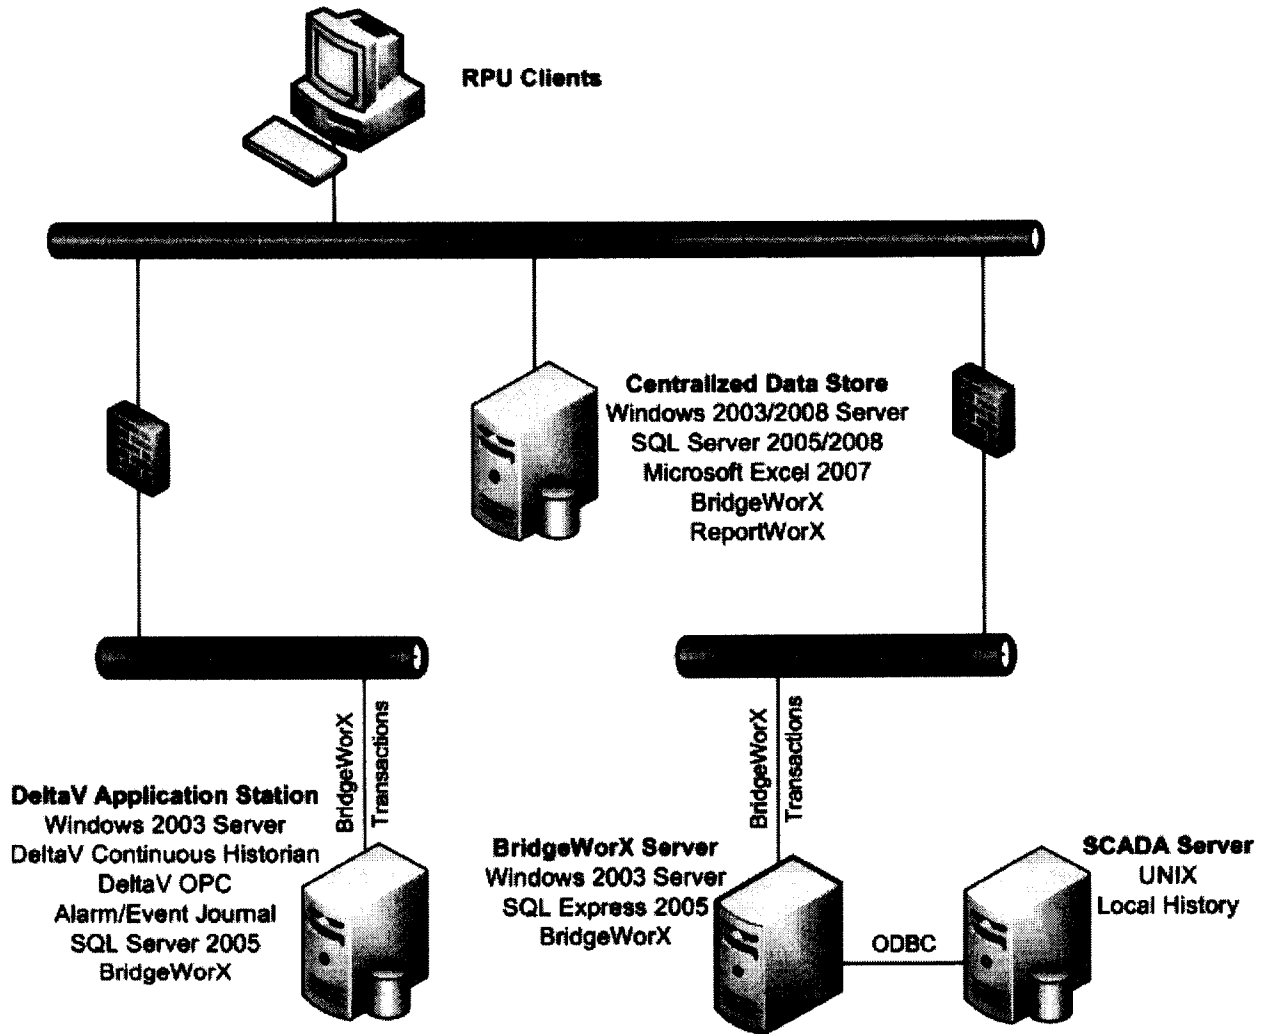 RPU Clients
Centralized Data Store
Windows 2003/2008 Server
SQL Server 2005/2008
Microsoft Excel 2007
BridgeWorX
ReportWorX
BridgeWorX
Transactions
BridgeWorX
Transactions
DeltaV Application Station
Windows 2003 Server
DeltaV Continuous Historian
DeltaV OPC
Alarm/Event Journal
SQL Server 2005
BridgeWorX
BridgeWorX Server
Windows 2003 Server
SQL Express 2005
BridgeWorX
ODBC
SCADA Server
UNIX
Local History